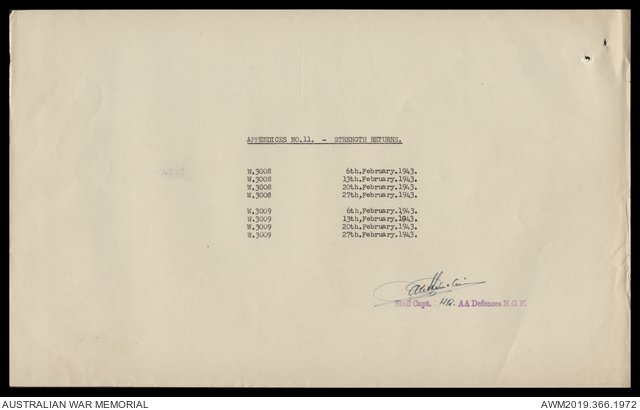 APPENDICES NO.11. - STRENGTH RETURNS.
W.3008 6th.February.1943.
W.3008 13th.February.1943.
W.3008 20th.February.1943.
W.3008 27th.February.1943.
W.3009 6th,February.1943.
W.3009 13th,February.1943.
W.3009 20th.February.1943.
W.3009 27th.February.1943.
Staff Capt. HQ. AA Defences N.G.F.
AUSTRALIAN WAR MEMORIAL AWM2019.366.1972